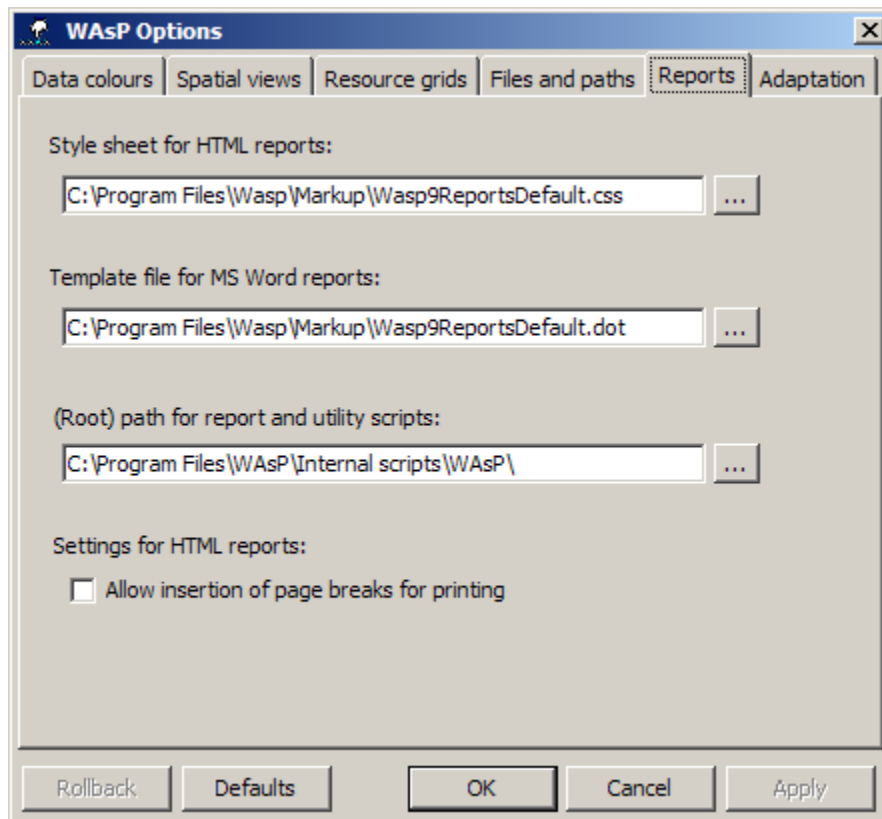 WAsP Options
Data colours Spatial views Resource grids Files and paths Reports Adaptation
Style sheet for HTML reports:
C:\Program Files\Wasp\Markup\Wasp9ReportsDefault.css ...
Template file for MS Word reports:
C:\Program Files\Wasp\Markup\Wasp9ReportsDefault.dot ...
(Root) path for report and utility scripts:
C:\Program Files\WAsP\Internal scripts\WAsP\ ...
Settings for HTML reports:
Allow insertion of page breaks for printing
Rollback Defaults OK Cancel Apply